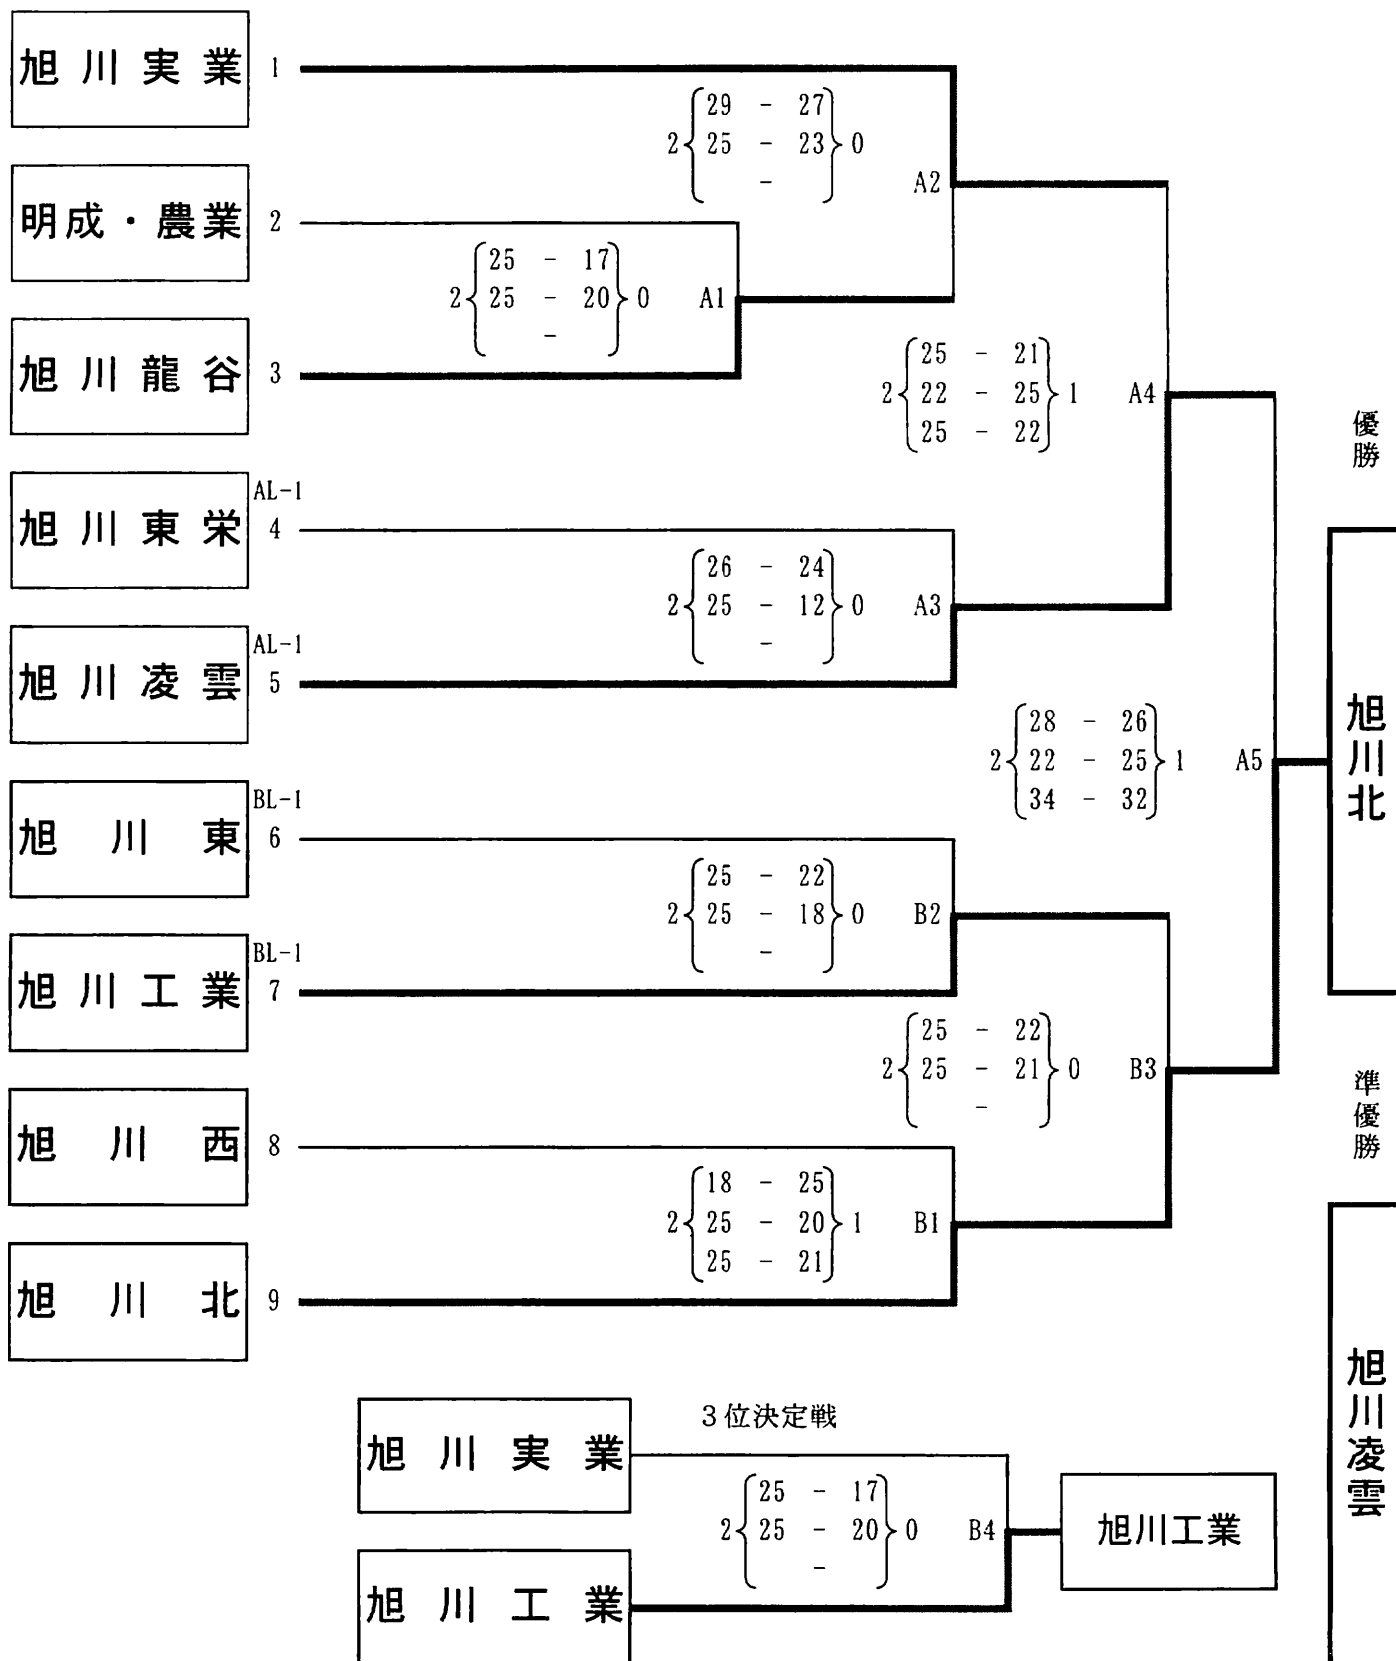 旭川実業 1
29 - 27
2 25 - 23 0
-
A2
明成・農業 2
25 - 17
2 25 - 20 0
-
A1
旭川龍谷 3
25 - 21
2 22 - 25 1
25 - 22
A4
優勝
旭川東栄 AL-1
4
26 - 24
2 25 - 12 0
-
A3
旭川凌雲 AL-1
5
28 - 26
2 22 - 25 1
34 - 32
A5
旭川北
旭川東 BL-1
6
25 - 22
2 25 - 18 0
-
B2
旭川工業 BL-1
7
25 - 22
2 25 - 21 0
-
B3
準優勝
旭川西 8
18 - 25
2 25 - 20 1
25 - 21
B1
旭川北 9
旭川凌雲
3位決定戦
旭川実業
25 - 17
2 25 - 20 0
-
B4
旭川工業
旭川工業